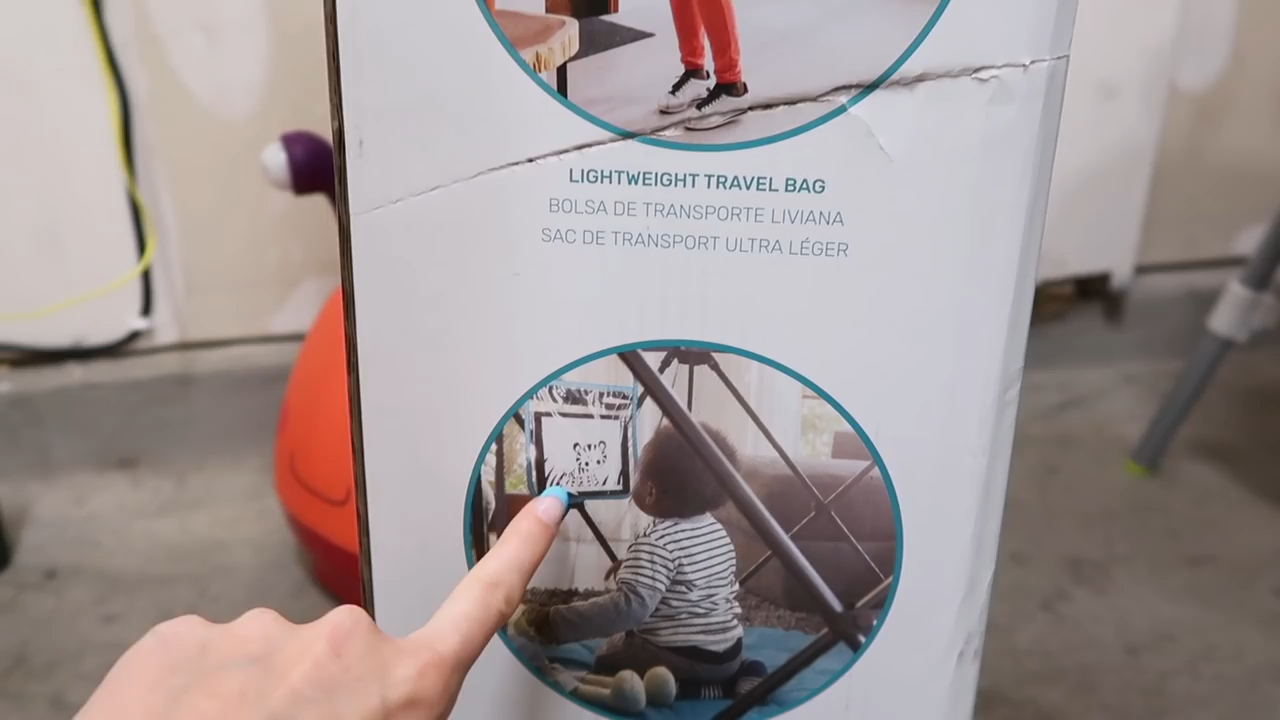 LIGHTWEIGHT TRAVEL BAG
BOLSA DE TRANSPORTE LIVIANA
SAC DE TRANSPORT ULTRA LÉGER